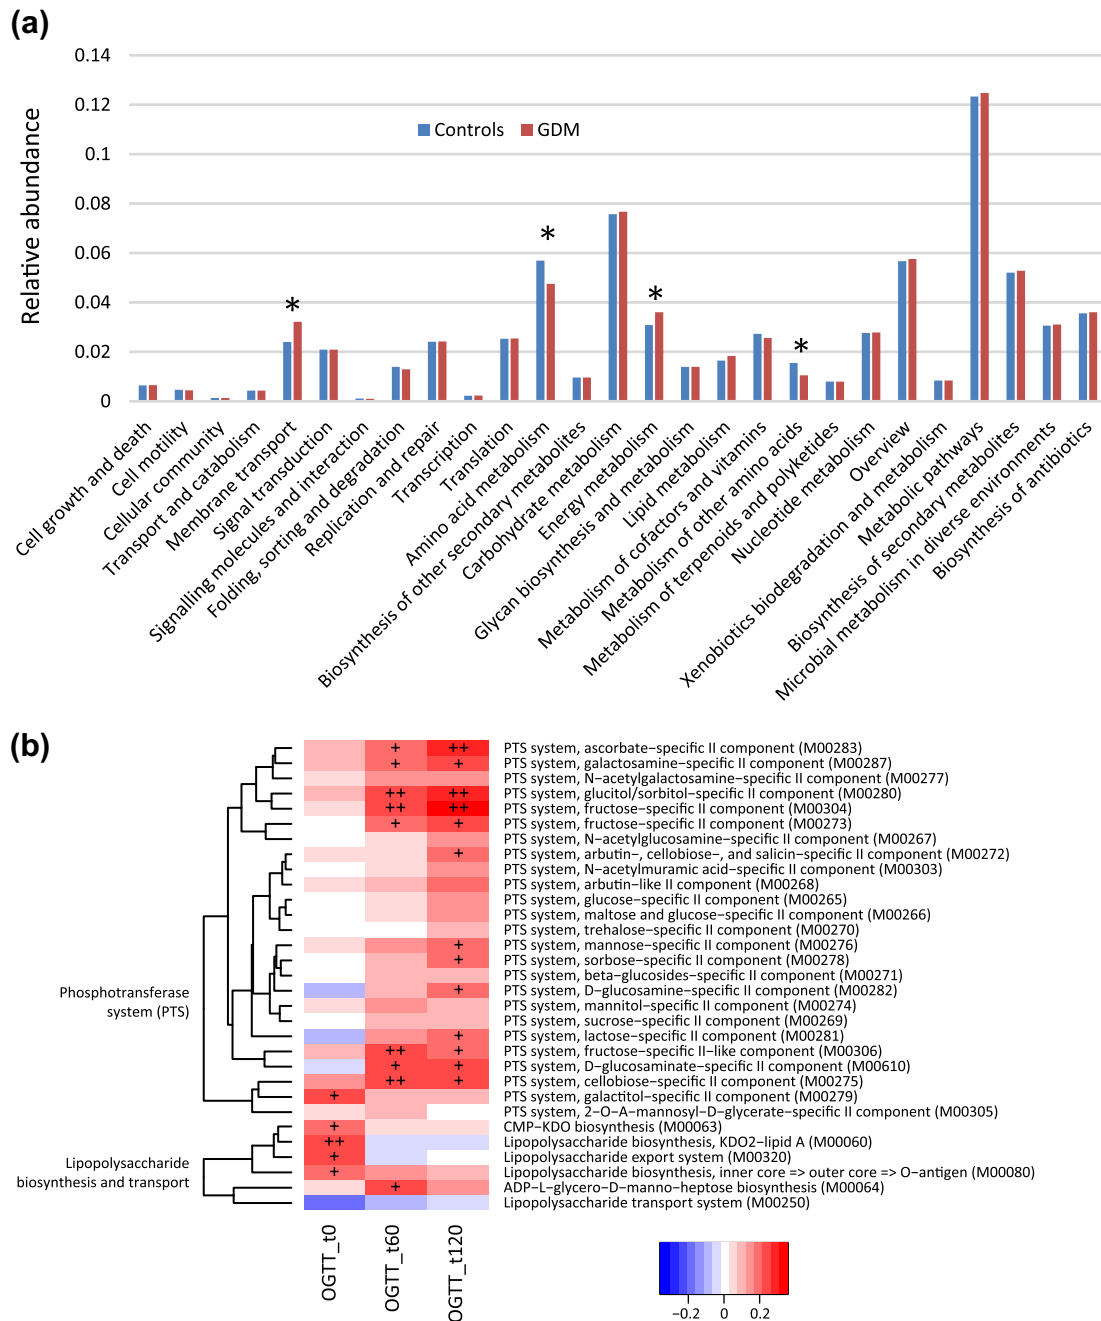 (a)
0.14
0.12
0.1
0.08
0.06
0.04
0.02
0
Relative abundance
Controls GDM
*
*
*
*
Cell growth and death
Cell motility
Cellular community
Transport and catabolism
Membrane transport
Signal transduction
Signalling molecules and interaction
Folding, sorting and degradation
Replication and repair
Transcription
Translation
Amino acid metabolism
Biosynthesis of other secondary metabolites
Carbohydrate metabolism
Energy metabolism
Glycan biosynthesis and metabolism
Lipid metabolism
Metabolism of cofactors and vitamins
Metabolism of other amino acids
Metabolism of terpenoids and polyketides
Nucleotide metabolism
Overview
Xenobiotics biodegradation and metabolism
Metabolic pathways
Biosynthesis of secondary metabolites
Microbial metabolism in diverse environments
Biosynthesis of antibiotics
(b)
+ ++ PTS system, ascorbate−specific II component (M00283)
+ + PTS system, galactosamine−specific II component (M00287)
PTS system, N−acetylgalactosamine−specific II component (M00277)
++ ++ PTS system, glucitol/sorbitol−specific II component (M00280)
++ ++ PTS system, fructose−specific II component (M00304)
+ + PTS system, fructose−specific II component (M00273)
PTS system, N−acetylglucosamine−specific II component (M00267)
+ PTS system, arbutin−, cellobiose−, and salicin−specific II component (M00272)
PTS system, N−acetylmuramic acid−specific II component (M00303)
PTS system, arbutin−like II component (M00268)
PTS system, glucose−specific II component (M00265)
PTS system, maltose and glucose−specific II component (M00266)
PTS system, trehalose−specific II component (M00270)
+ PTS system, mannose−specific II component (M00276)
+ PTS system, sorbose−specific II component (M00278)
PTS system, beta−glucosides−specific II component (M00271)
+ PTS system, D−glucosamine−specific II component (M00282)
PTS system, mannitol−specific II component (M00274)
PTS system, sucrose−specific II component (M00269)
+ PTS system, lactose−specific II component (M00281)
++ + PTS system, fructose−specific II−like component (M00306)
+ + PTS system, D−glucosaminate−specific II component (M00610)
++ + PTS system, cellobiose−specific II component (M00275)
+ PTS system, galactitol−specific II component (M00279)
PTS system, 2−O−A−mannosyl−D−glycerate−specific II component (M00305)
+ CMP−KDO biosynthesis (M00063)
++ Lipopolysaccharide biosynthesis, KDO2−lipid A (M00060)
+ Lipopolysaccharide export system (M00320)
+ Lipopolysaccharide biosynthesis, inner core => outer core => O−antigen (M00080)
+ ADP−L−glycero−D−manno−heptose biosynthesis (M00064)
Lipopolysaccharide transport system (M00250)
Phosphotransferase
system (PTS)
Lipopolysaccharide
biosynthesis and transport
OGTT_t0
OGTT_t60
OGTT_t120
−0.2 0 0.2